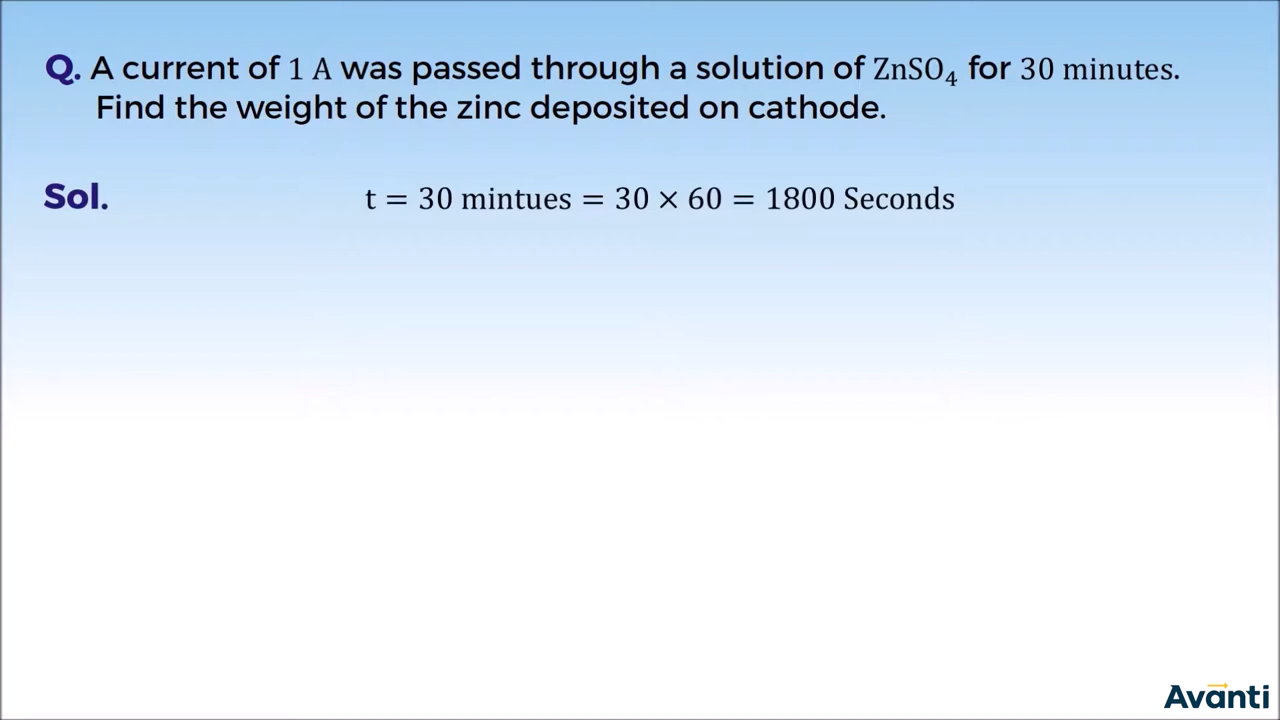 Q. A current of 1 A was passed through a solution of ZnSO₄ for 30 minutes.
Find the weight of the zinc deposited on cathode.
Sol. t = 30 mintues = 30 × 60 = 1800 Seconds
Avanti